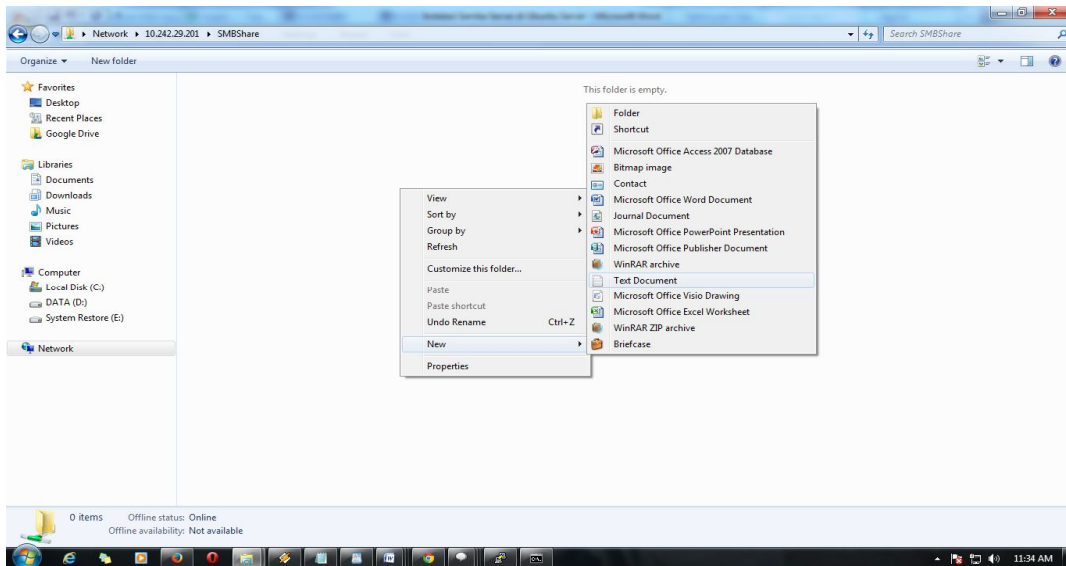 Network ▸ 10.242.29.201 ▸ SMBShare
Search SMBShare
Organize
New folder
Favorites
Desktop
Recent Places
Google Drive
Libraries
Documents
Downloads
Music
Pictures
Videos
Computer
Local Disk (C:)
DATA (D:)
System Restore (E:)
Network
This folder is empty.
View
Sort by
Group by
Refresh
Customize this folder...
Paste
Paste shortcut
Undo Rename Ctrl+Z
New
Properties
Folder
Shortcut
Microsoft Office Access 2007 Database
Bitmap image
Contact
Microsoft Office Word Document
Journal Document
Microsoft Office PowerPoint Presentation
Microsoft Office Publisher Document
WinRAR archive
Text Document
Microsoft Office Visio Drawing
Microsoft Office Excel Worksheet
WinRAR ZIP archive
Briefcase
0 items Offline status: Online
Offline availability: Not available
11:34 AM